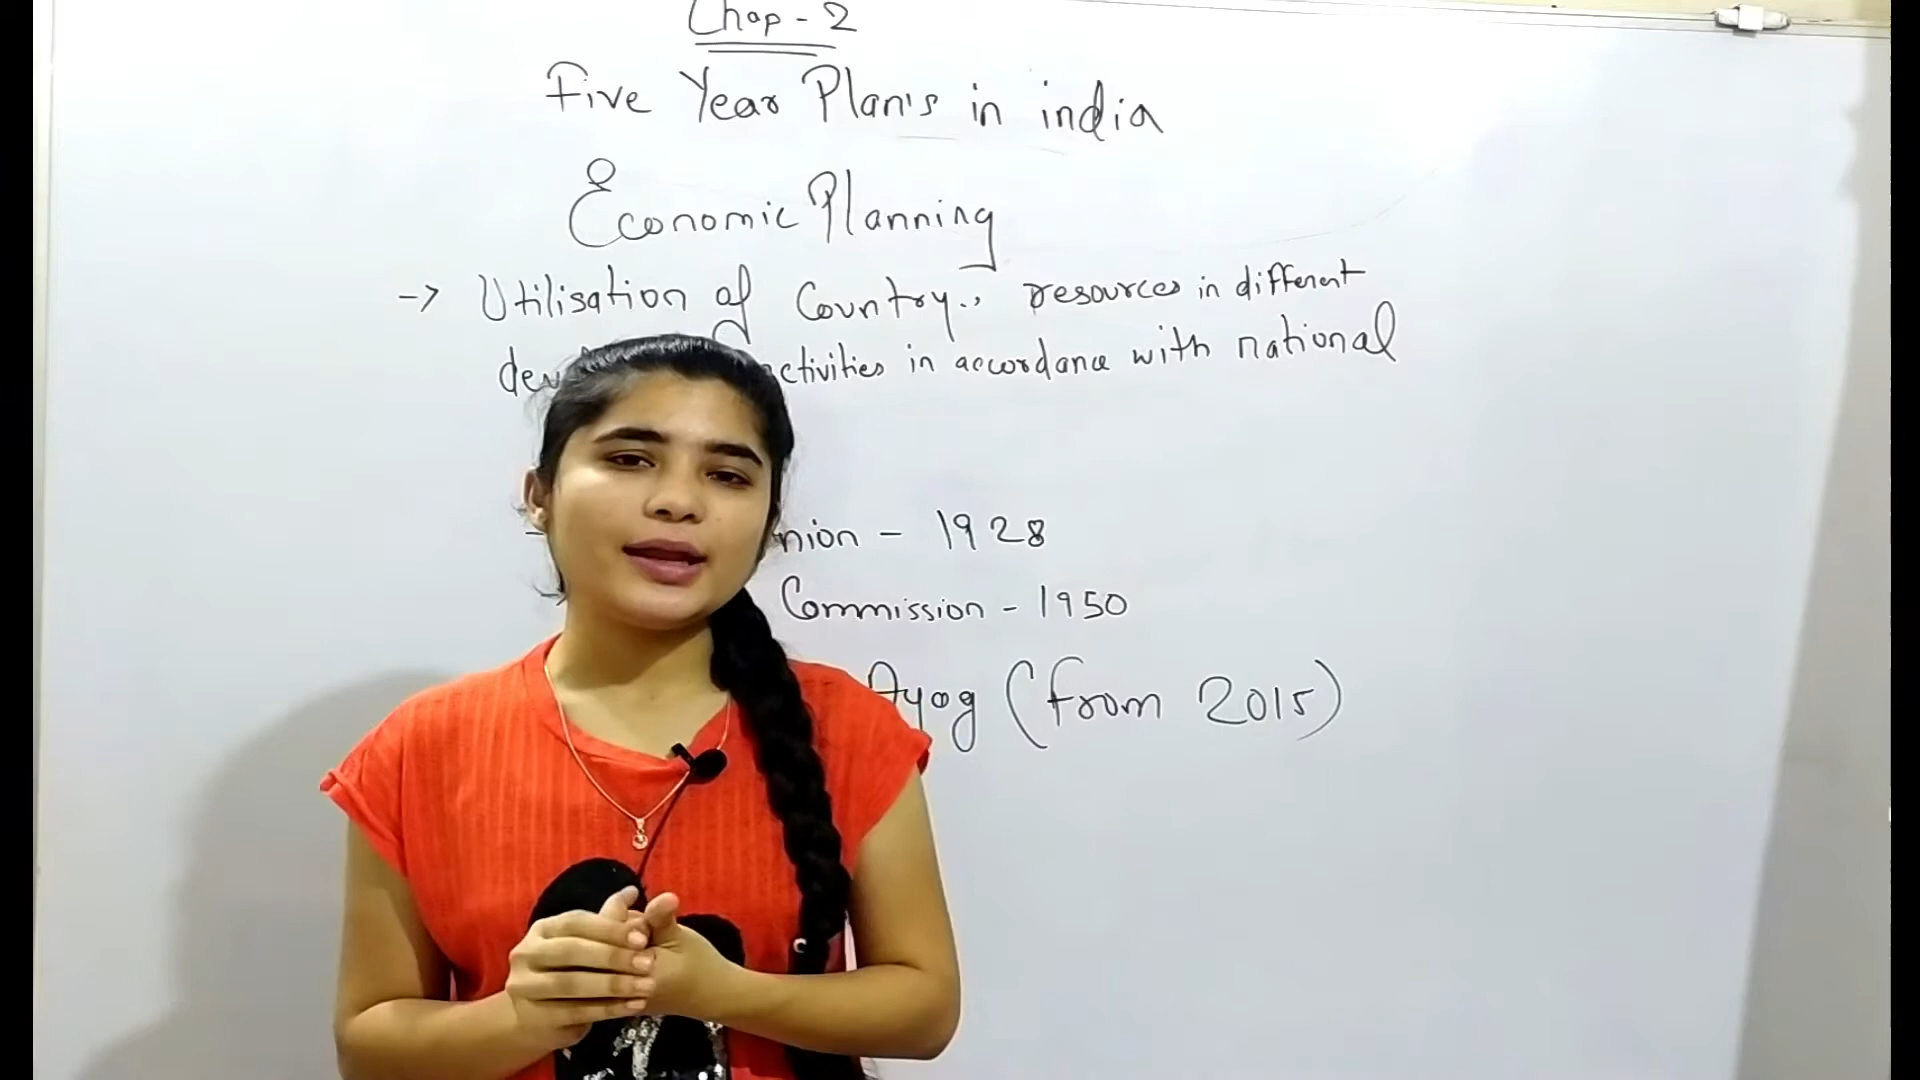 Chap - 2
Five Year Plan's in india
Economic Planning
→ Utilisation of Country.. resources in different
activities in accordance with national
- 1928
Commission - 1950
Ayog (from 2015)